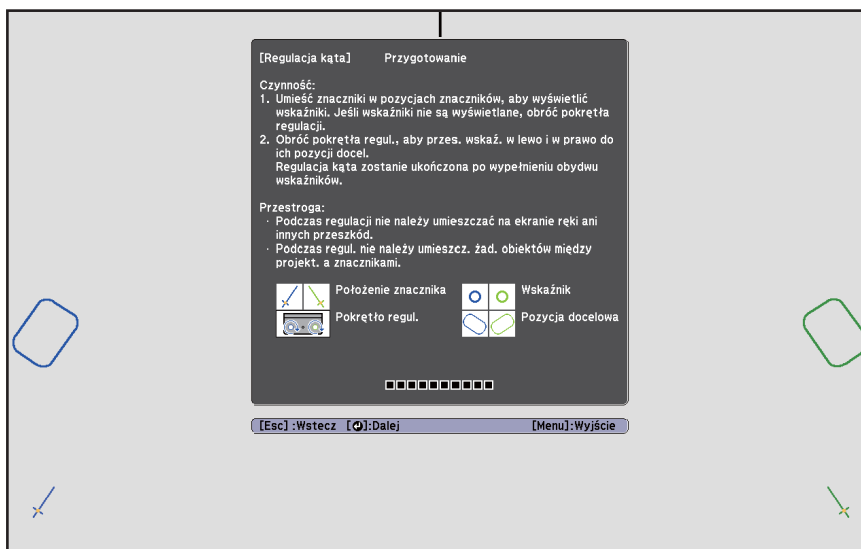 [Regulacja kąta] Przygotowanie
Czynność:
1. Umieść znaczniki w pozycjach znaczników, aby wyświetlić
wskaźniki. Jeśli wskaźniki nie są wyświetlane, obróć pokrętła
regulacji.
2. Obróć pokrętła regul., aby przes. wskaź. w lewo i w prawo do
ich pozycji docel.
Regulacja kąta zostanie ukończona po wypełnieniu obydwu
wskaźników.
Przestroga:
· Podczas regulacji nie należy umieszczać na ekranie ręki ani
innych przeszkód.
· Podczas regul. nie należy umieszcz. żad. obiektów między
projekt. a znacznikami.
Położenie znacznika Wskaźnik
Pokrętło regul. Pozycja docelowa
[Esc] :Wstecz [⏎]:Dalej [Menu]:Wyjście